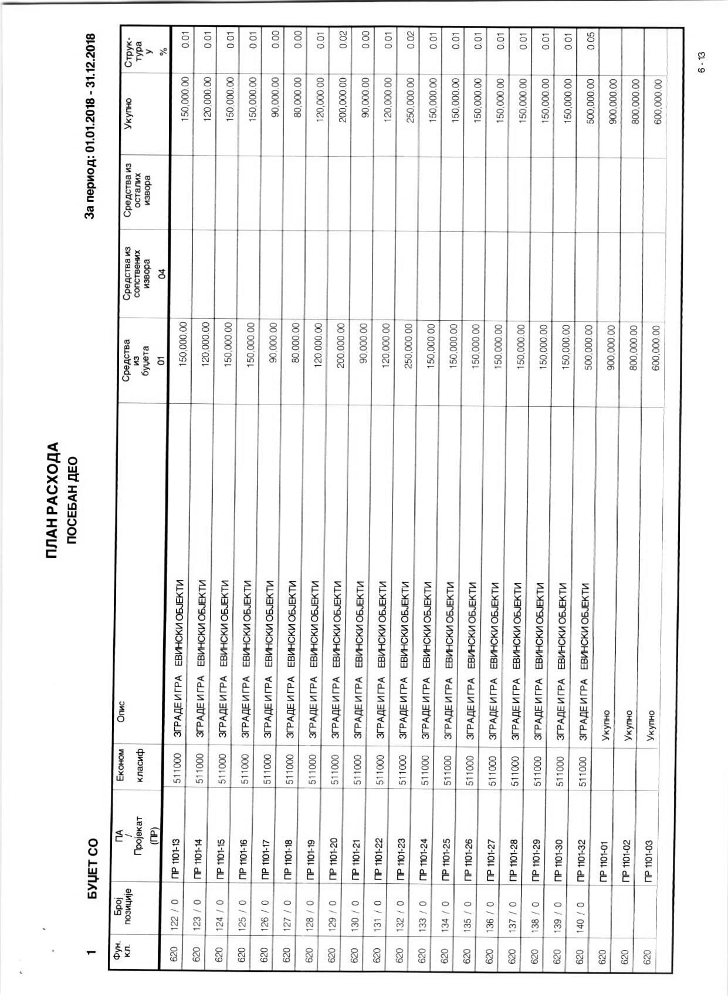 ПЛАН РАСХОДА
ПОСЕБАН ДЕО
1 БУЏЕТ СО За период: 01.01.2018 - 31.12.2018
Фун. кл. Број позиције ПА / Пројекат (ПР) Економ класиф Опис Средства из буџета 01 Средства из сопствених извора 04 Средства из осталих извора Укупно Струк- тура у %
620 122 / 0 ПР 1101-13 511000 ЗГРАДЕ И ГРА ЕВИНСКИ ОБЈЕКТИ 150,000.00 150,000.00 0.01
620 123 / 0 ПР 1101-14 511000 ЗГРАДЕ И ГРА ЕВИНСКИ ОБЈЕКТИ 120,000.00 120,000.00 0.01
620 124 / 0 ПР 1101-15 511000 ЗГРАДЕ И ГРА ЕВИНСКИ ОБЈЕКТИ 150,000.00 150,000.00 0.01
620 125 / 0 ПР 1101-16 511000 ЗГРАДЕ И ГРА ЕВИНСКИ ОБЈЕКТИ 150,000.00 150,000.00 0.01
620 126 / 0 ПР 1101-17 511000 ЗГРАДЕ И ГРА ЕВИНСКИ ОБЈЕКТИ 90,000.00 90,000.00 0.00
620 127 / 0 ПР 1101-18 511000 ЗГРАДЕ И ГРА ЕВИНСКИ ОБЈЕКТИ 80,000.00 80,000.00 0.00
620 128 / 0 ПР 1101-19 511000 ЗГРАДЕ И ГРА ЕВИНСКИ ОБЈЕКТИ 120,000.00 120,000.00 0.01
620 129 / 0 ПР 1101-20 511000 ЗГРАДЕ И ГРА ЕВИНСКИ ОБЈЕКТИ 200,000.00 200,000.00 0.02
620 130 / 0 ПР 1101-21 511000 ЗГРАДЕ И ГРА ЕВИНСКИ ОБЈЕКТИ 90,000.00 90,000.00 0.00
620 131 / 0 ПР 1101-22 511000 ЗГРАДЕ И ГРА ЕВИНСКИ ОБЈЕКТИ 120,000.00 120,000.00 0.01
620 132 / 0 ПР 1101-23 511000 ЗГРАДЕ И ГРА ЕВИНСКИ ОБЈЕКТИ 250,000.00 250,000.00 0.02
620 133 / 0 ПР 1101-24 511000 ЗГРАДЕ И ГРА ЕВИНСКИ ОБЈЕКТИ 150,000.00 150,000.00 0.01
620 134 / 0 ПР 1101-25 511000 ЗГРАДЕ И ГРА ЕВИНСКИ ОБЈЕКТИ 150,000.00 150,000.00 0.01
620 135 / 0 ПР 1101-26 511000 ЗГРАДЕ И ГРА ЕВИНСКИ ОБЈЕКТИ 150,000.00 150,000.00 0.01
620 136 / 0 ПР 1101-27 511000 ЗГРАДЕ И ГРА ЕВИНСКИ ОБЈЕКТИ 150,000.00 150,000.00 0.01
620 137 / 0 ПР 1101-28 511000 ЗГРАДЕ И ГРА ЕВИНСКИ ОБЈЕКТИ 150,000.00 150,000.00 0.01
620 138 / 0 ПР 1101-29 511000 ЗГРАДЕ И ГРА ЕВИНСКИ ОБЈЕКТИ 150,000.00 150,000.00 0.01
620 139 / 0 ПР 1101-30 511000 ЗГРАДЕ И ГРА ЕВИНСКИ ОБЈЕКТИ 150,000.00 150,000.00 0.01
620 140 / 0 ПР 1101-32 511000 ЗГРАДЕ И ГРА ЕВИНСКИ ОБЈЕКТИ 500,000.00 500,000.00 0.05
620 ПР 1101-01 Укупно 900,000.00 900,000.00
620 ПР 1101-02 Укупно 800,000.00 800,000.00
620 ПР 1101-03 Укупно 600,000.00 600,000.00
6 - 13